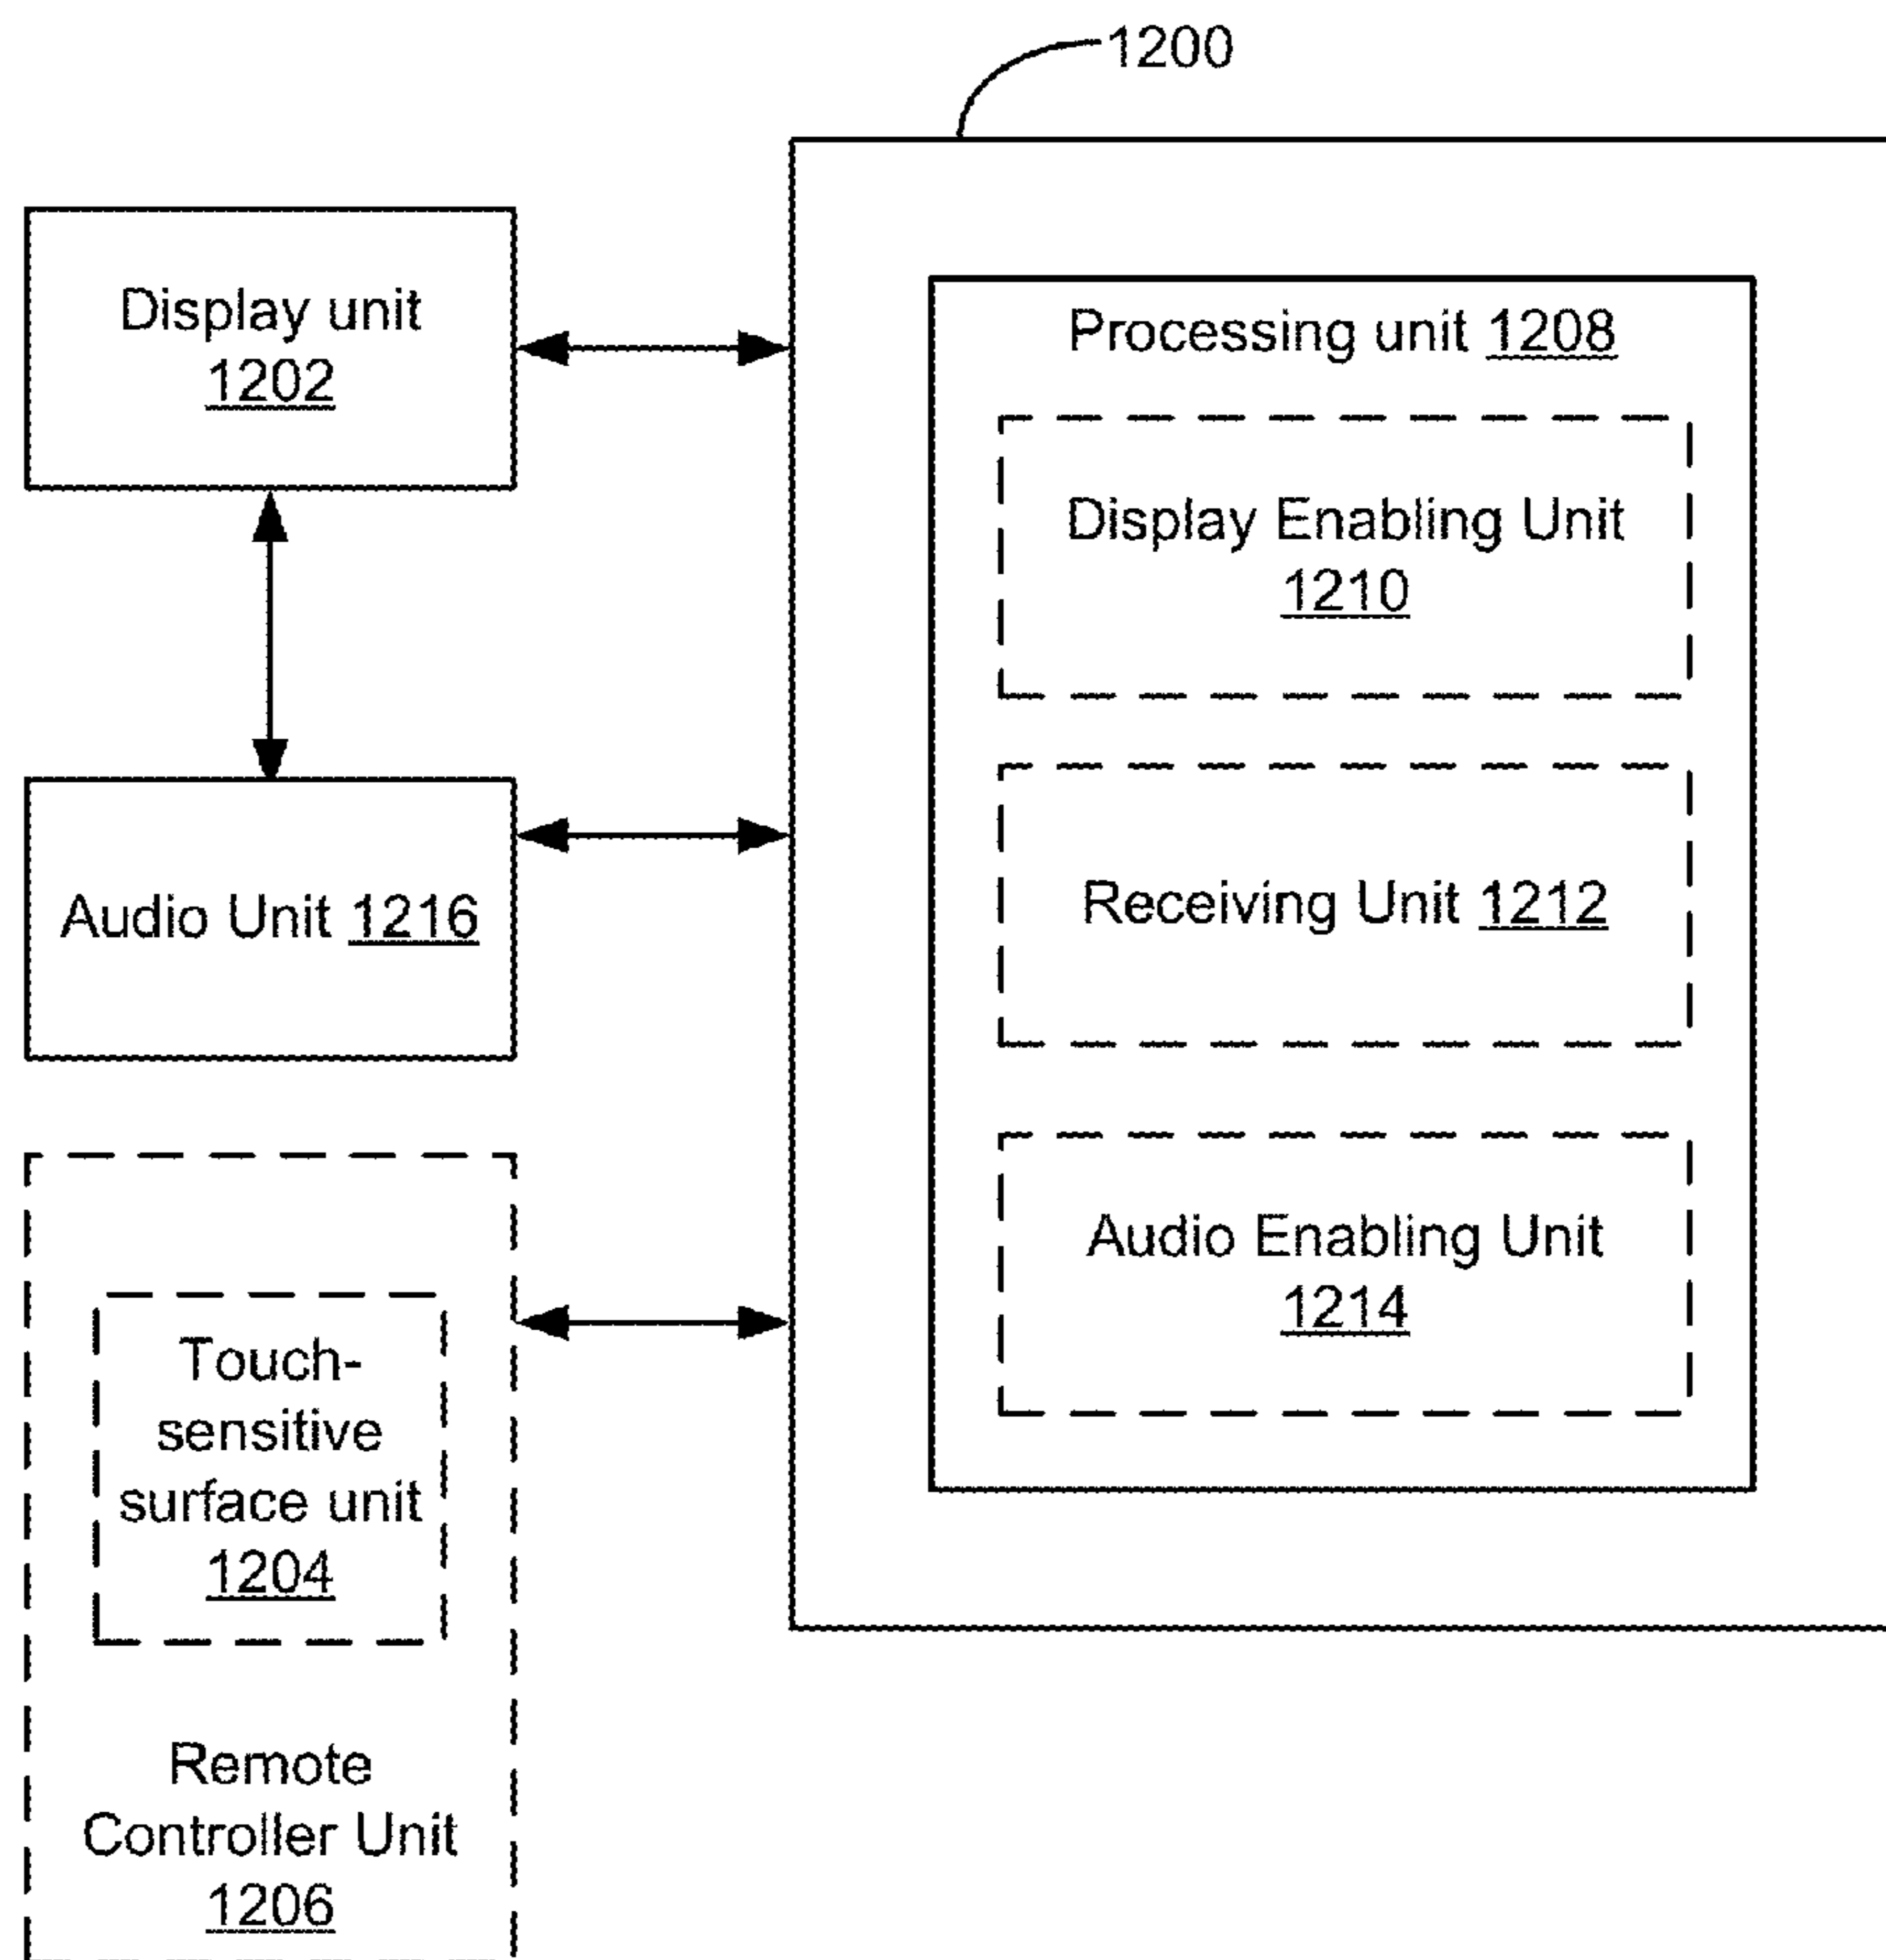 1200
Display unit
1202
Processing unit 1208
Display Enabling Unit
1210
Audio Unit 1216
Receiving Unit 1212
Audio Enabling Unit
1214
Touch-
sensitive
surface unit
1204
Remote
Controller Unit
1206